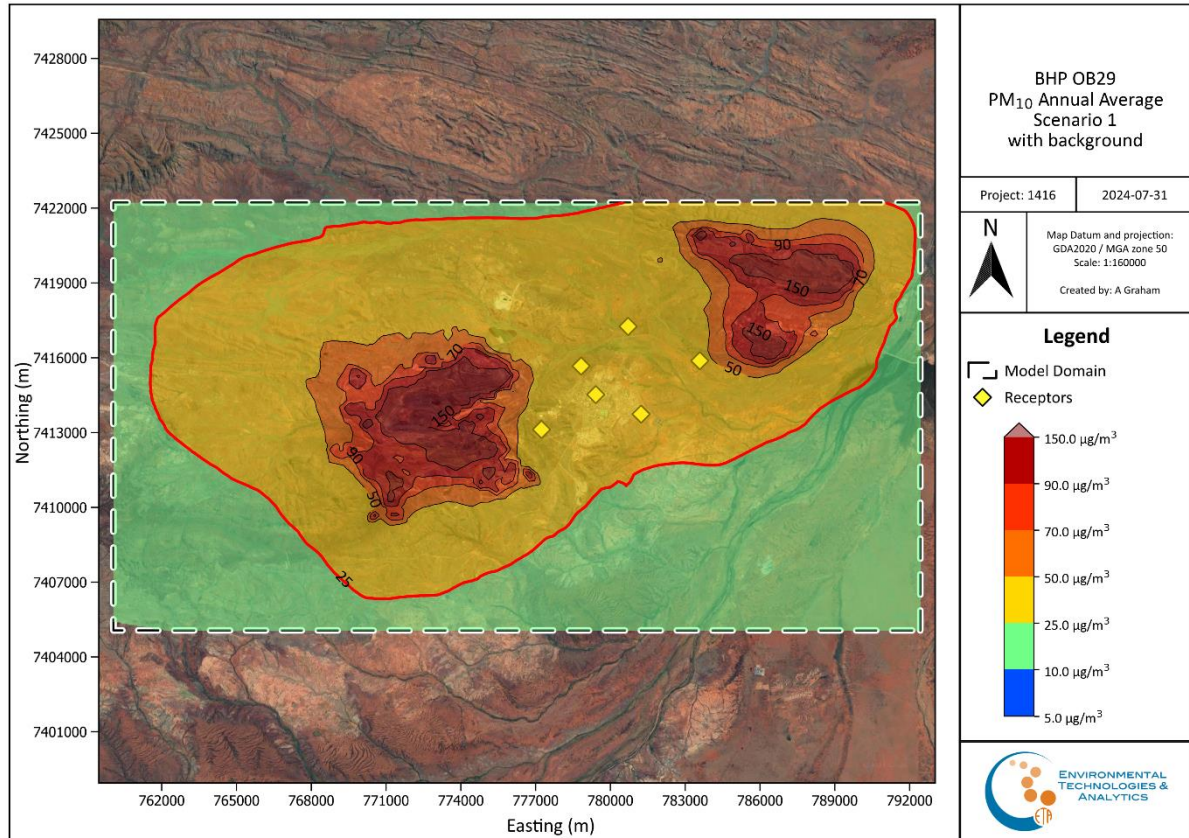 7428000
7425000
7422000
7419000
7416000
7413000
7410000
7407000
7404000
7401000
Northing (m)
762000 765000 768000 771000 774000 777000 780000 783000 786000 789000 792000
Easting (m)
90
150
70
150
50
70
150
90
50
25
BHP OB29
PM₁₀ Annual Average
Scenario 1
with background
Project: 1416
2024-07-31
N
Map Datum and projection:
GDA2020 / MGA zone 50
Scale: 1:160000
Created by: A Graham
Legend
Model Domain
Receptors
150.0 µg/m³
90.0 µg/m³
70.0 µg/m³
50.0 µg/m³
25.0 µg/m³
10.0 µg/m³
5.0 µg/m³
ETA
ENVIRONMENTAL
TECHNOLOGIES
& ANALYTICS